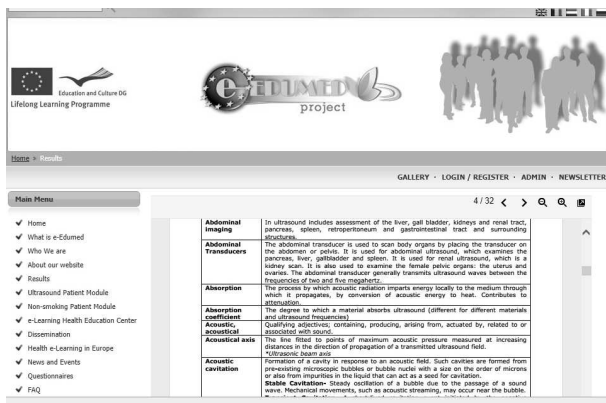 Education and Culture DG
Lifelong Learning Programme
e-EDUMED
project
Home » Results
GALLERY · LOGIN / REGISTER · ADMIN · NEWSLETTER
Main Menu
Home
What is e-Edumed
Who We are
About our website
Results
Ultrasound Patient Module
Non-smoking Patient Module
e-Learning Health Education Center
Dissemination
Health e-Learning in Europe
News and Events
Questionnaires
FAQ
4 / 32
Abdominal imaging
In ultrasound includes assessment of the liver, gall bladder, kidneys and renal tract,
pancreas, spleen, retroperitoneum and gastrointestinal tract and surrounding
structures.
Abdominal Transducers
The abdominal transducer is used to scan body organs by placing the transducer on
the abdomen or pelvis. It is used for abdominal ultrasound, which examines the
pancreas, liver, gallbladder and spleen. It is used for renal ultrasound, which is a
kidney scan. It is also used to examine the female pelvic organs: the uterus and
ovaries. The abdominal transducer generally transmits ultrasound waves between the
frequencies of two and five megahertz.
Absorption
The process by which acoustic radiation imparts energy locally to the medium through
which it propagates, by conversion of acoustic energy to heat. Contributes to
attenuation.
Absorption coefficient
The degree to which a material absorbs ultrasound (different for different materials
and ultrasound frequencies)
Acoustic, acoustical
Qualifying adjectives; containing, producing, arising from, actuated by, related to or
associated with sound.
Acoustical axis
The line fitted to points of maximum acoustic pressure measured at increasing
distances in the direction of propagation of a transmitted ultrasound field.
*Ultrasonic beam axis
Acoustic cavitation
Formation of a cavity in response to an acoustic field. Such cavities are formed from
pre-existing microscopic bubbles or bubble nuclei with a size on the order of microns
or also from impurities in the liquid that can act as a seed for cavitation.
Stable Cavitation- Steady oscillation of a bubble due to the passage of a sound
wave. Mechanical movements, such as acoustic streaming, may occur near the bubble.